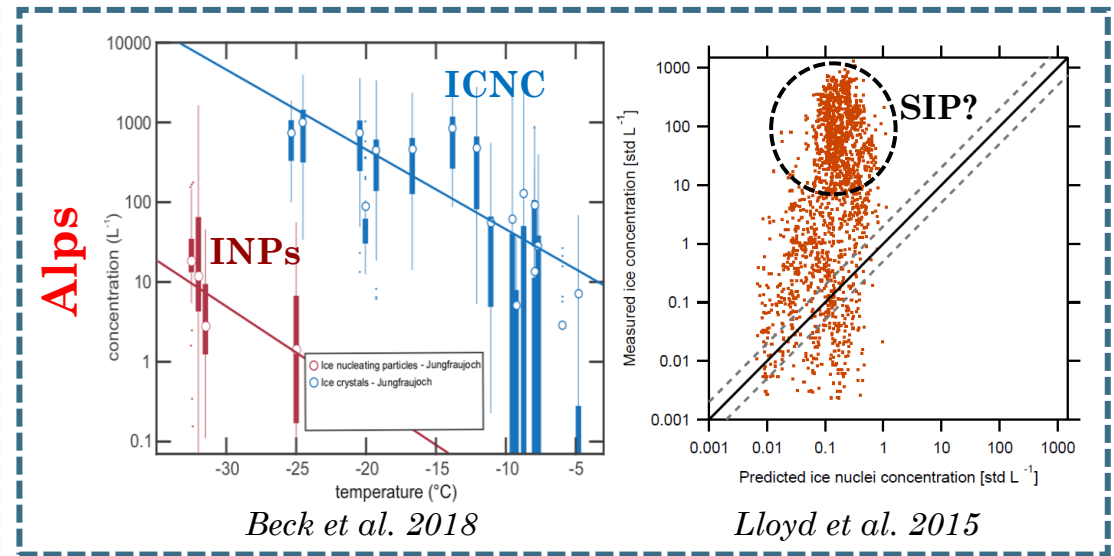 Alps
10000
1000
100
10
1
0.1
concentration (L⁻¹)
ICNC
INPs
Ice nucleating particles - Jungfraujoch
Ice crystals - Jungfraujoch
-30
-25
-20
-15
-10
-5
temperature (°C)
Beck et al. 2018
Measured ice concentration [std L⁻¹]
1000
100
10
1
0.1
0.01
0.001
SIP?
0.001
0.01
0.1
1
10
100
1000
Predicted ice nuclei concentration [std L⁻¹]
Lloyd et al. 2015